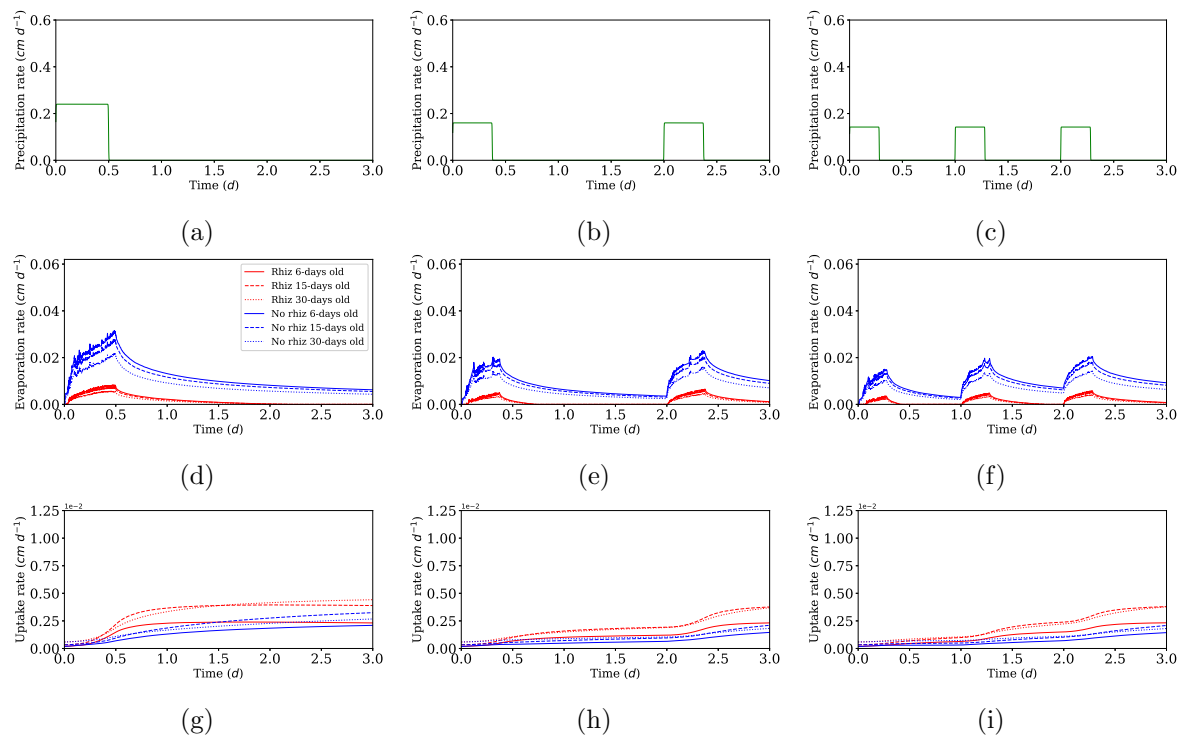 0.6
0.4
0.2
0.0
Precipitation rate (cm d⁻¹)
0.0 0.5 1.0 1.5 2.0 2.5 3.0
Time (d)
(a)
0.6
0.4
0.2
0.0
Precipitation rate (cm d⁻¹)
0.0 0.5 1.0 1.5 2.0 2.5 3.0
Time (d)
(b)
0.6
0.4
0.2
0.0
Precipitation rate (cm d⁻¹)
0.0 0.5 1.0 1.5 2.0 2.5 3.0
Time (d)
(c)
0.06
0.04
0.02
0.00
Evaporation rate (cm d⁻¹)
Rhiz 6-days old
Rhiz 15-days old
Rhiz 30-days old
No rhiz 6-days old
No rhiz 15-days old
No rhiz 30-days old
0.0 0.5 1.0 1.5 2.0 2.5 3.0
Time (d)
(d)
0.06
0.04
0.02
0.00
Evaporation rate (cm d⁻¹)
0.0 0.5 1.0 1.5 2.0 2.5 3.0
Time (d)
(e)
0.06
0.04
0.02
0.00
Evaporation rate (cm d⁻¹)
0.0 0.5 1.0 1.5 2.0 2.5 3.0
Time (d)
(f)
1e-2
1.25
1.00
0.75
0.50
0.25
0.00
Uptake rate (cm d⁻¹)
0.0 0.5 1.0 1.5 2.0 2.5 3.0
Time (d)
(g)
1e-2
1.25
1.00
0.75
0.50
0.25
0.00
Uptake rate (cm d⁻¹)
0.0 0.5 1.0 1.5 2.0 2.5 3.0
Time (d)
(h)
1e-2
1.25
1.00
0.75
0.50
0.25
0.00
Uptake rate (cm d⁻¹)
0.0 0.5 1.0 1.5 2.0 2.5 3.0
Time (d)
(i)